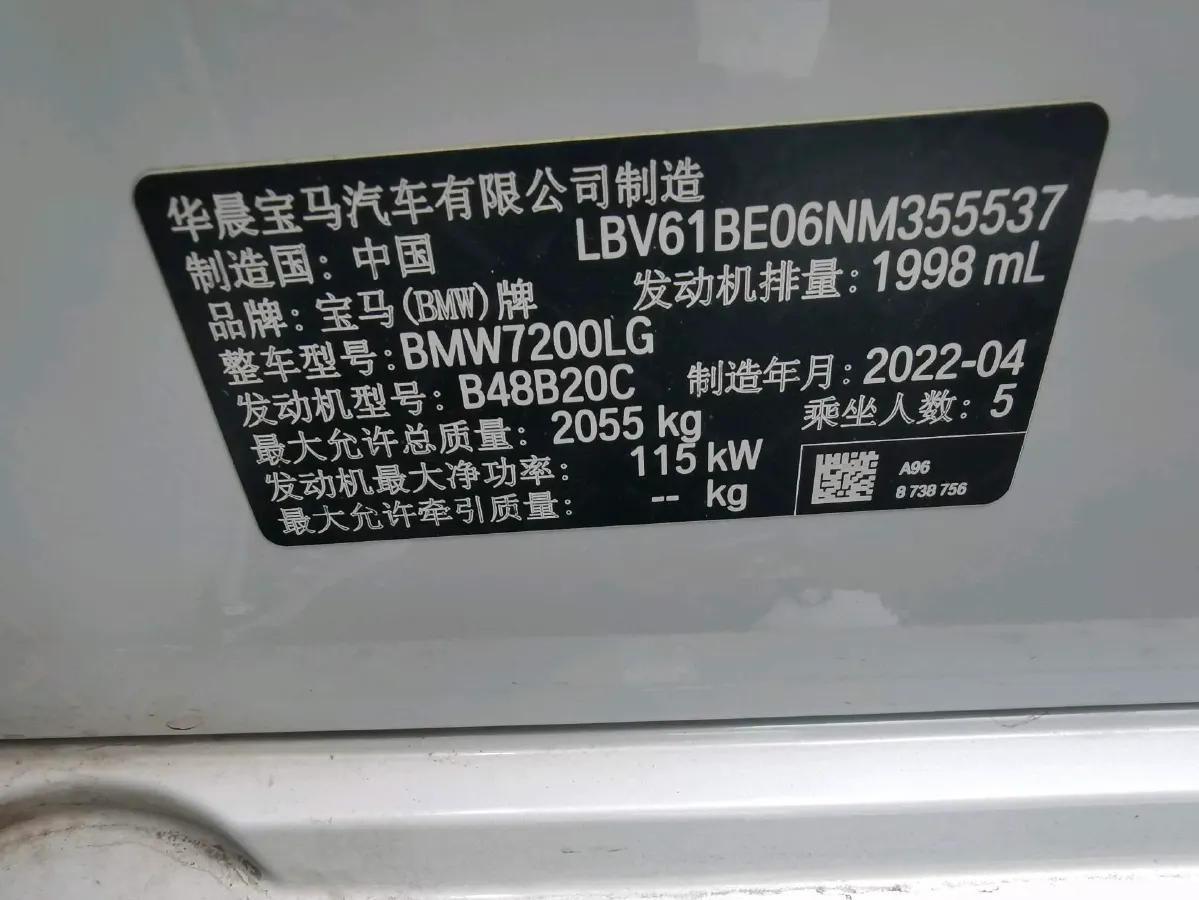 华晨宝马汽车有限公司制造
制造国：中国 LBV61BE06NM355537
品牌：宝马(BMW)牌 发动机排量：1998 mL
整车型号：BMW7200LG
发动机型号：B48B20C 制造年月：2022-04
最大允许总质量：2055 kg 乘坐人数：5
发动机最大净功率：115 kW
最大允许牵引质量：-- kg
A96
8 738 756